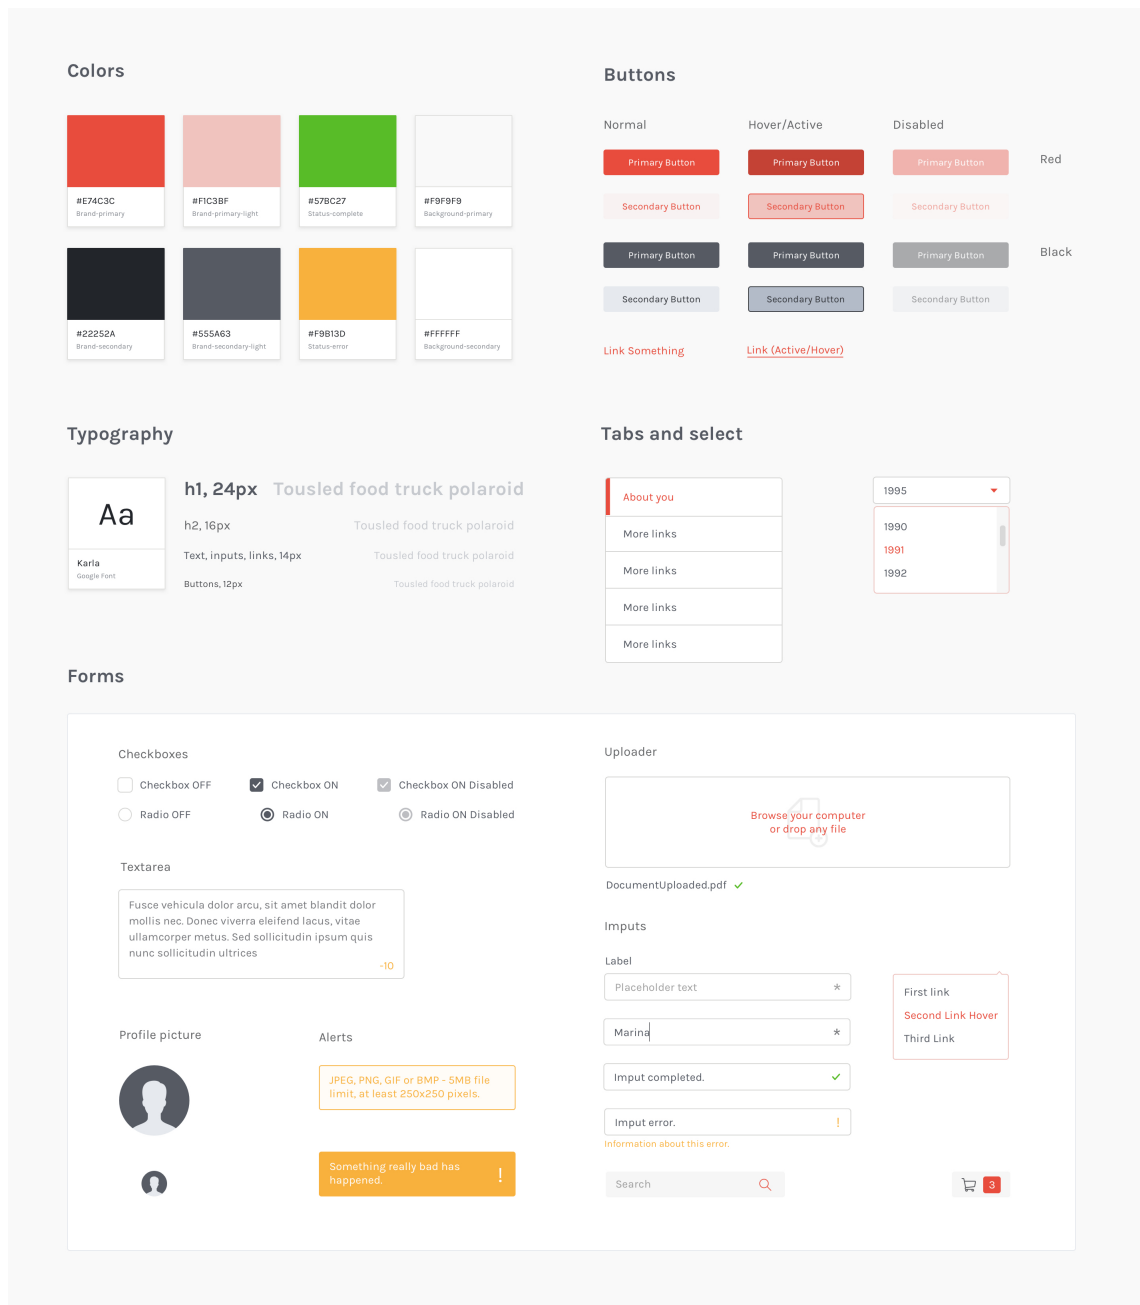 Colors
#E74C3C
Brand-primary
#F1C3BF
Brand-primary-light
#57BC27
Status-complete
#F9F9F9
Background-primary
#22252A
Brand-secondary
#555A63
Brand-secondary-light
#F9B13D
Status-error
#FFFFFF
Background-secondary
Buttons
Normal Hover/Active Disabled
Primary Button Primary Button Primary Button Red
Secondary Button Secondary Button Secondary Button
Primary Button Primary Button Primary Button Black
Secondary Button Secondary Button Secondary Button
Link Something Link (Active/Hover)
Typography
Aa
Karla
Google Font
h1, 24px Tousled food truck polaroid
h2, 16px Tousled food truck polaroid
Text, inputs, links, 14px Tousled food truck polaroid
Buttons, 12px Tousled food truck polaroid
Tabs and select
About you
More links
More links
More links
More links
1995
1990
1991
1992
Forms
Checkboxes
Checkbox OFF Checkbox ON Checkbox ON Disabled
Radio OFF Radio ON Radio ON Disabled
Textarea
Fusce vehicula dolor arcu, sit amet blandit dolor
mollis nec. Donec viverra eleifend lacus, vitae
ullamcorper metus. Sed sollicitudin ipsum quis
nunc sollicitudin ultrices
-10
Profile picture
Alerts
JPEG, PNG, GIF or BMP - 5MB file
limit, at least 250x250 pixels.
Something really bad has
happened.
!
Uploader
Browse your computer
or drop any file
DocumentUploaded.pdf
Imputs
Label
Placeholder text *
Marina *
Imput completed.
Imput error. !
Information about this error.
Search
First link
Second Link Hover
Third Link
3